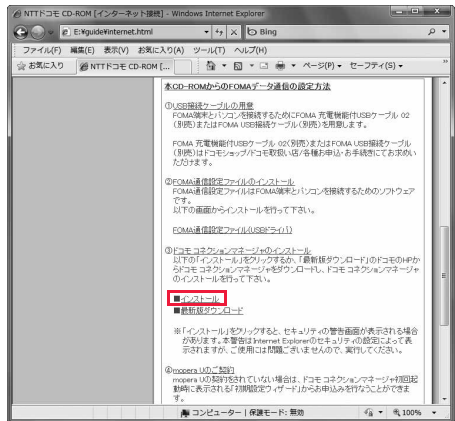 NTTドコモ CD-ROM [インターネット接続] - Windows Internet Explorer
E:¥guide¥internet.html
Bing
ファイル(F) 編集(E) 表示(V) お気に入り(A) ツール(T) ヘルプ(H)
お気に入り NTTドコモ CD-ROM [... ページ(P) セーフティ(S)
本CD-ROMからのFOMAデータ通信の設定方法
①USB接続ケーブルの用意
FOMA端末とパソコンを接続するためにFOMA 充電機能付USBケーブル 02
(別売)またはFOMA USB接続ケーブル(別売)を用意します。
FOMA 充電機能付USBケーブル 02(別売)またはFOMA USB接続ケーブル
(別売)はドコモショップ/ドコモ取扱い店/各種お申込・お手続きにてお求めい
ただけます。
②FOMA通信設定ファイルのインストール
FOMA通信設定ファイルはFOMA端末とパソコンを接続するためのソフトウェア
です。
以下の画面からインストールを行って下さい。
FOMA通信設定ファイル(USBドライバ)
③ドコモ コネクションマネージャのインストール
以下の「インストール」をクリックするか、「最新版ダウンロード」のドコモのHPか
らドコモ コネクションマネージャをダウンロードし、ドコモ コネクションマネージャ
のインストールを行って下さい。
■インストール
■最新版ダウンロード
※「インストール」をクリックすると、セキュリティの警告画面が表示される場合
があります。本警告はInternet Explorerのセキュリティの設定によって表
示されますが、ご使用には問題ございませんので、実行してください。
④mopera Uのご契約
mopera Uの契約をされていない場合は、ドコモ コネクションマネージャ初回起
動時に表示される「初期設定ウィザード」からお申込みを行なうことができま
す。
コンピューター | 保護モード: 無効 100%